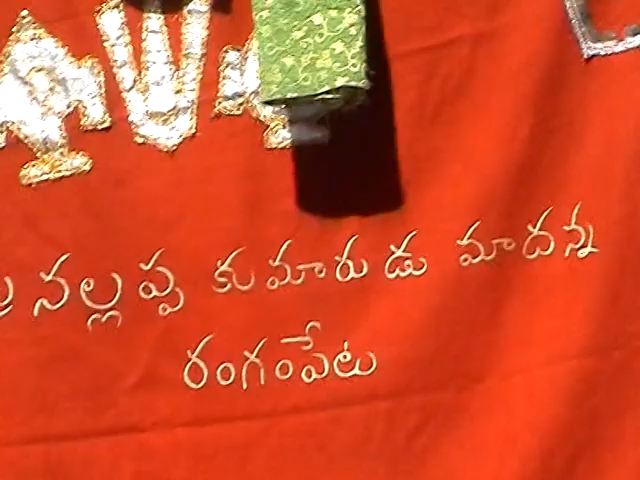 నల్లప్ప కుమారుడు మాదన్న
రంగంపేటు